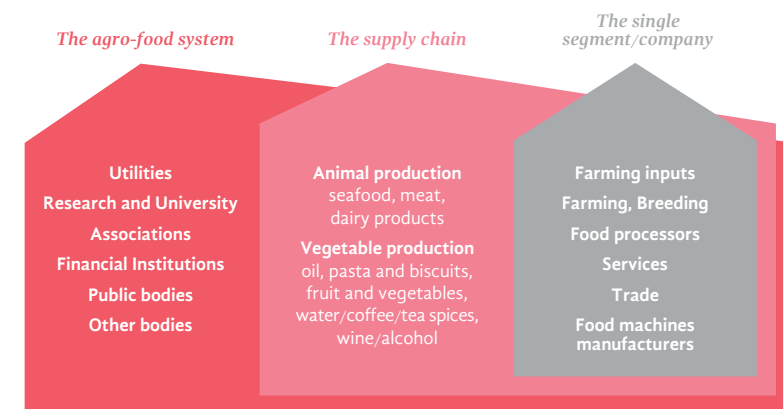 The agro-food system
The supply chain
The single
segment/company
Utilities
Research and University
Associations
Financial Institutions
Public bodies
Other bodies
Animal production
seafood, meat,
dairy products
Vegetable production
oil, pasta and biscuits,
fruit and vegetables,
water/coffee/tea spices,
wine/alcohol
Farming inputs
Farming, Breeding
Food processors
Services
Trade
Food machines
manufacturers